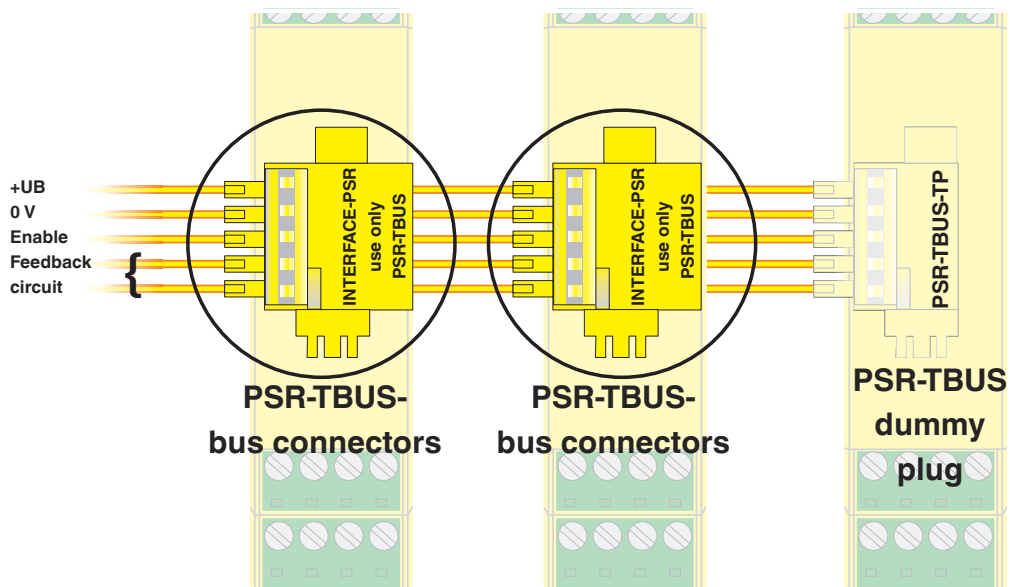 +UB
0 V
Enable
Feedback
circuit
{
INTERFACE-PSR
use only
PSR-TBUS
INTERFACE-PSR
use only
PSR-TBUS
PSR-TBUS-TP
PSR-TBUS-
bus connectors
PSR-TBUS-
bus connectors
PSR-TBUS
dummy
plug